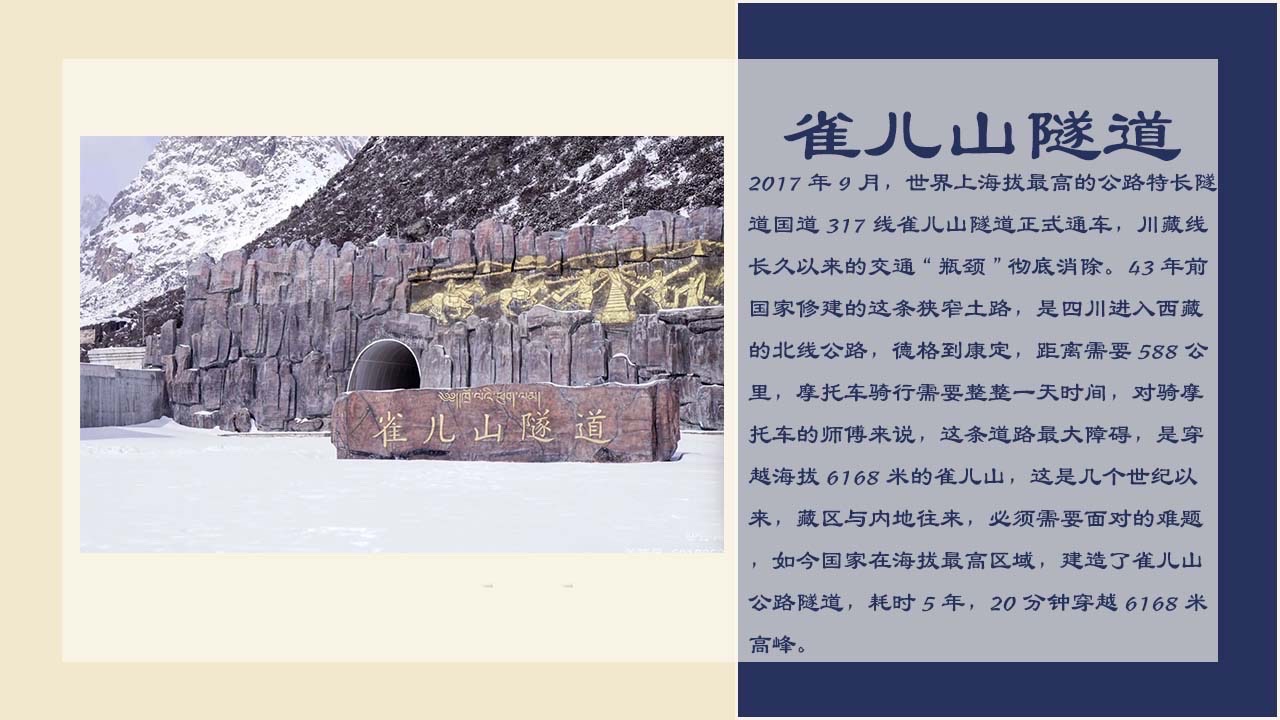 雀儿山隧道
2017 年 9 月，世界上海拔最高的公路特长隧
道国道 317 线雀儿山隧道正式通车，川藏线
长久以来的交通“瓶颈”彻底消除。43 年前
国家修建的这条狭窄土路，是四川进入西藏
的北线公路，德格到康定，距离需要 588 公
里，摩托车骑行需要整整一天时间，对骑摩
托车的师傅来说，这条道路最大障碍，是穿
越海拔 6168 米的雀儿山，这是几个世纪以
来，藏区与内地往来，必须需要面对的难题
，如今国家在海拔最高区域，建造了雀儿山
公路隧道，耗时 5 年，20 分钟穿越 6168 米
高峰。
雀儿山隧道